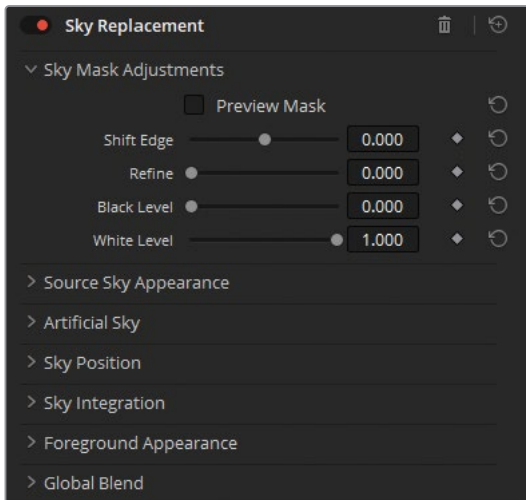 Sky Replacement
Sky Mask Adjustments
Preview Mask
Shift Edge 0.000
Refine 0.000
Black Level 0.000
White Level 1.000
Source Sky Appearance
Artificial Sky
Sky Position
Sky Integration
Foreground Appearance
Global Blend